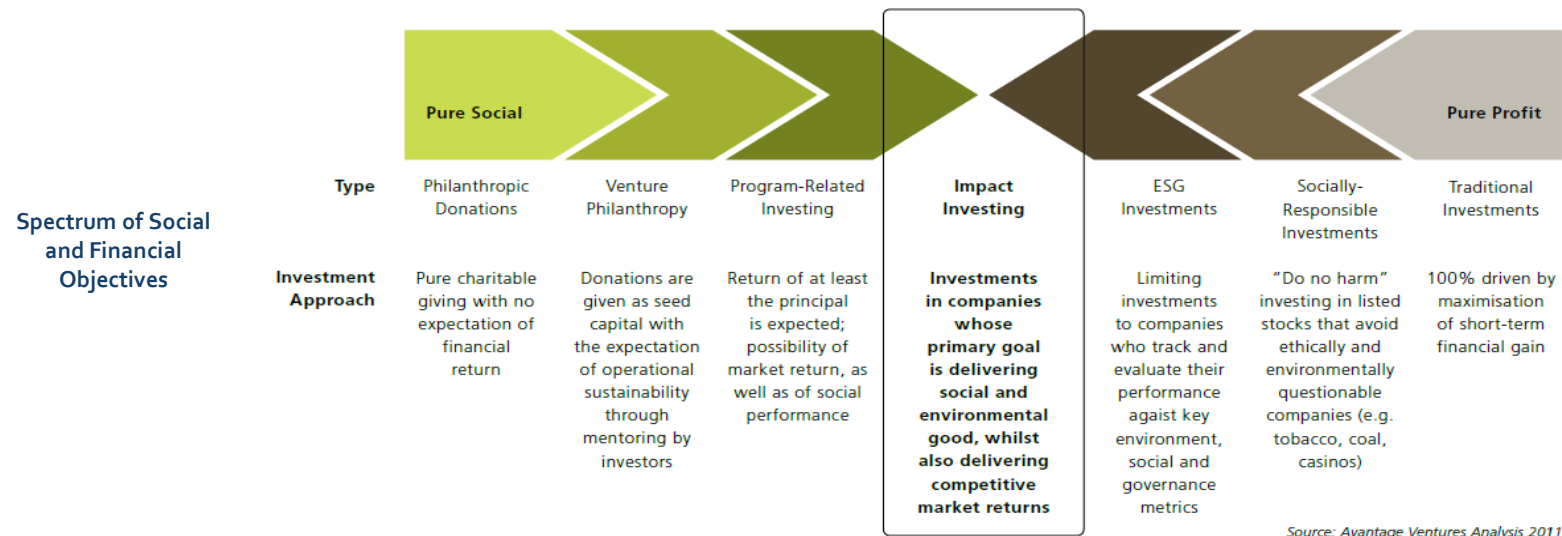 Pure Social
Pure Profit
Spectrum of Social
and Financial
Objectives
Type
Philanthropic
Donations
Venture
Philanthropy
Program-Related
Investing
Impact
Investing
ESG
Investments
Socially-
Responsible
Investments
Traditional
Investments
Investment
Approach
Pure charitable
giving with no
expectation of
financial
return
Donations are
given as seed
capital with
the expectation
of operational
sustainability
through
mentoring by
investors
Return of at least
the principal
is expected;
possibility of
market return, as
well as of social
performance
Investments
in companies
whose
primary goal
is delivering
social and
environmental
good, whilst
also delivering
competitive
market returns
Limiting
investments
to companies
who track and
evaluate their
performance
agaist key
environment,
social and
governance
metrics
“Do no harm”
investing in listed
stocks that avoid
ethically and
environmentally
questionable
companies (e.g.
tobacco, coal,
casinos)
100% driven by
maximisation
of short-term
financial gain
Source: Avantage Ventures Analysis 2011